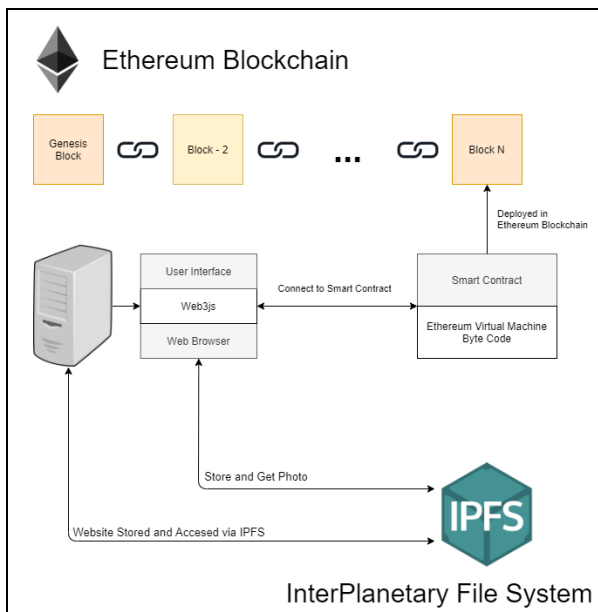 Ethereum Blockchain
Genesis
Block
Block - 2
...
Block N
Deployed in
Ethereum Blockchain
User Interface
Web3js
Web Browser
Connect to Smart Contract
Smart Contract
Ethereum Virtual Machine
Byte Code
Store and Get Photo
IPFS
Website Stored and Accesed via IPFS
InterPlanetary File System